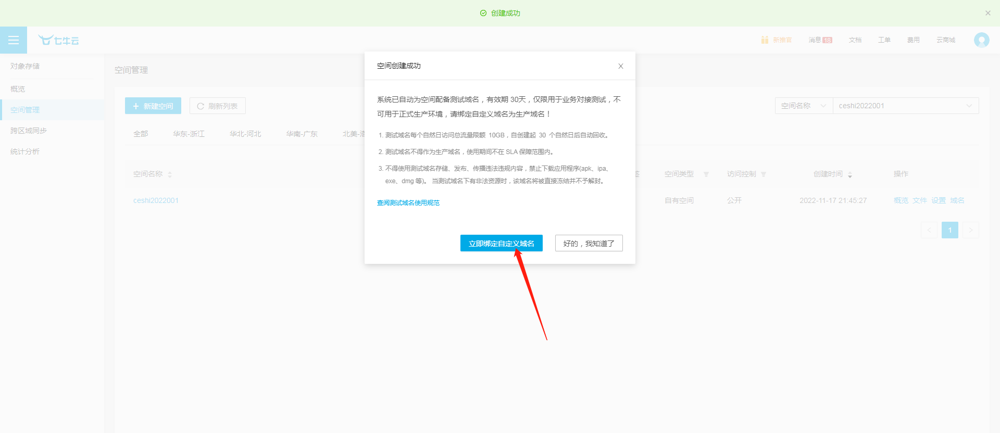 创建成功
七牛云
新推官
消息 18
文档
工单
费用
云商城
对象存储
概览
空间管理
跨区域同步
统计分析
空间管理
新建空间
刷新列表
空间名称
ceshi2022001
全部
华东-浙江
华北-河北
华南-广东
北美-洛
空间名称
空间类型
访问控制
创建时间
操作
ceshi2022001
自有空间
公开
2022-11-17 21:45:27
概览 文件 设置 域名
1
空间创建成功
系统已自动为空间配备测试域名，有效期 30天，仅限用于业务对接测试，不
可用于正式生产环境，请绑定自定义域名为生产域名！
1. 测试域名每个自然日访问总流量限额 10GB，自创建起 30 个自然日后自动回收。
2. 测试域名不得作为生产域名，使用期间不在 SLA 保障范围内。
3. 不得使用测试域名存储、发布、传播违法违规内容，禁止下载应用程序(apk、ipa、
exe、dmg 等)。 当测试域名下有非法资源时，该域名将被直接冻结并不予解封。
查阅测试域名使用规范
立即绑定自定义域名
好的，我知道了